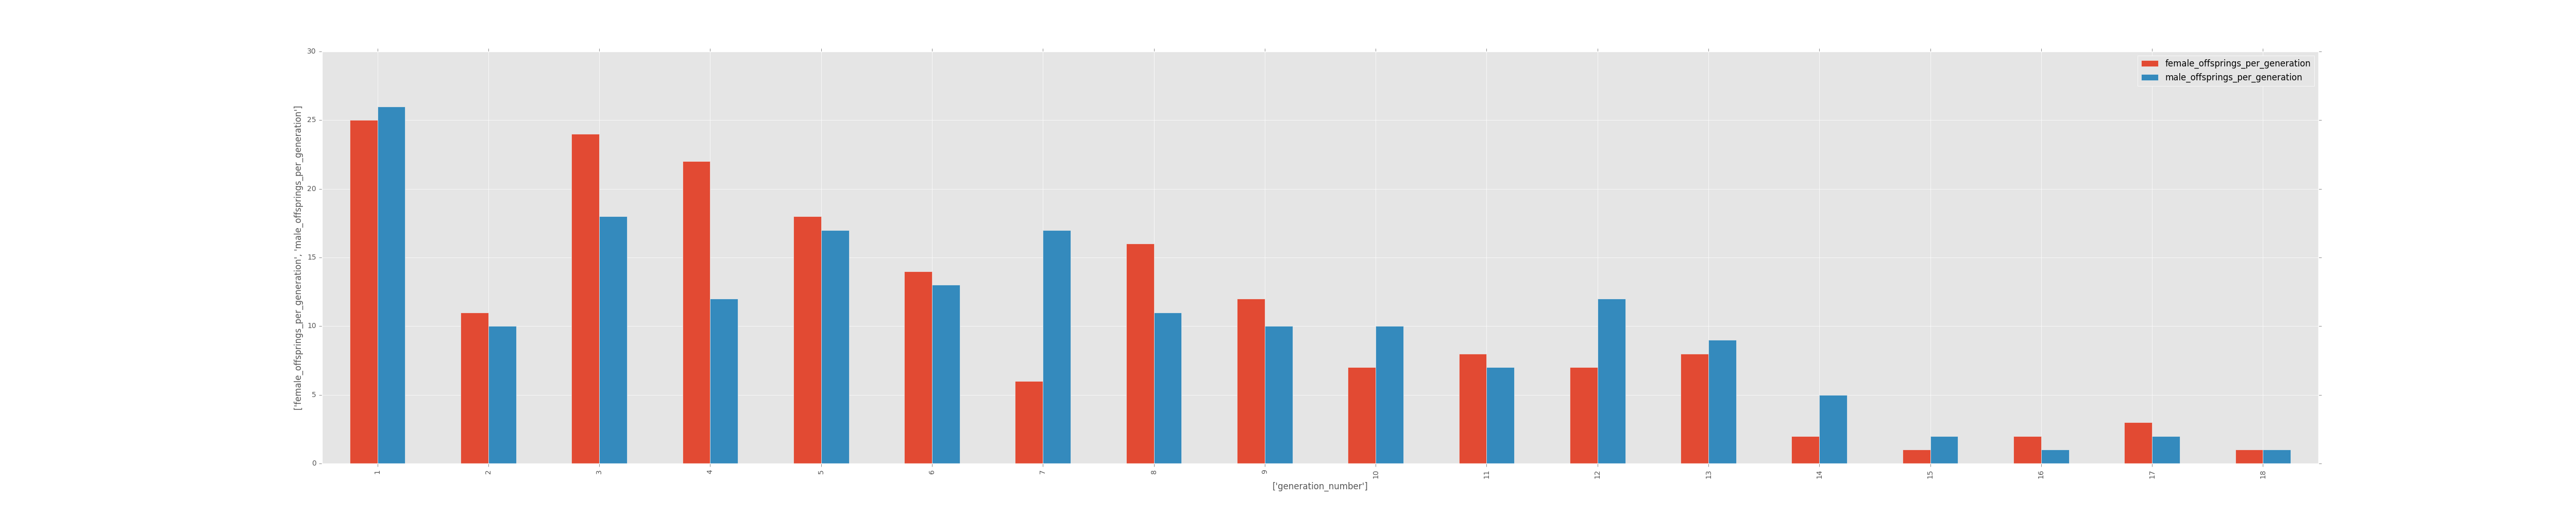 30
25
20
15
10
5
0
['female_offsprings_per_generation', 'male_offsprings_per_generation']
female_offsprings_per_generation
male_offsprings_per_generation
1 2 3 4 5 6 7 8 9 10 11 12 13 14 15 16 17 18
['generation_number']